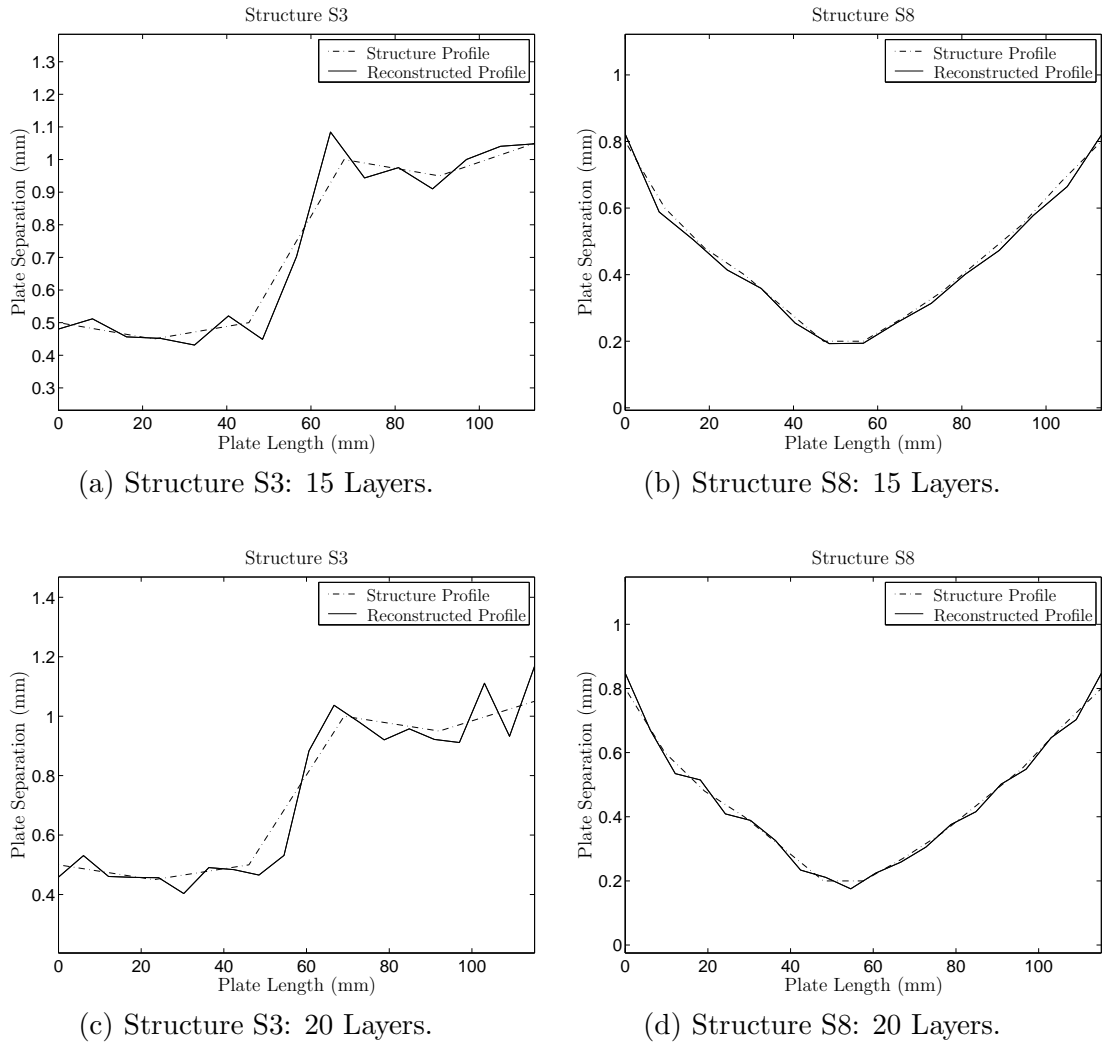 Structure S3
Structure Profile
Reconstructed Profile
1.3
1.2
1.1
1
0.9
0.8
0.7
0.6
0.5
0.4
0.3
Plate Separation (mm)
0 20 40 60 80 100
Plate Length (mm)
(a) Structure S3: 15 Layers.
Structure S8
Structure Profile
Reconstructed Profile
1
0.8
0.6
0.4
0.2
0
Plate Separation (mm)
0 20 40 60 80 100
Plate Length (mm)
(b) Structure S8: 15 Layers.
Structure S3
Structure Profile
Reconstructed Profile
1.4
1.2
1
0.8
0.6
0.4
Plate Separation (mm)
0 20 40 60 80 100
Plate Length (mm)
(c) Structure S3: 20 Layers.
Structure S8
Structure Profile
Reconstructed Profile
1
0.8
0.6
0.4
0.2
0
Plate Separation (mm)
0 20 40 60 80 100
Plate Length (mm)
(d) Structure S8: 20 Layers.